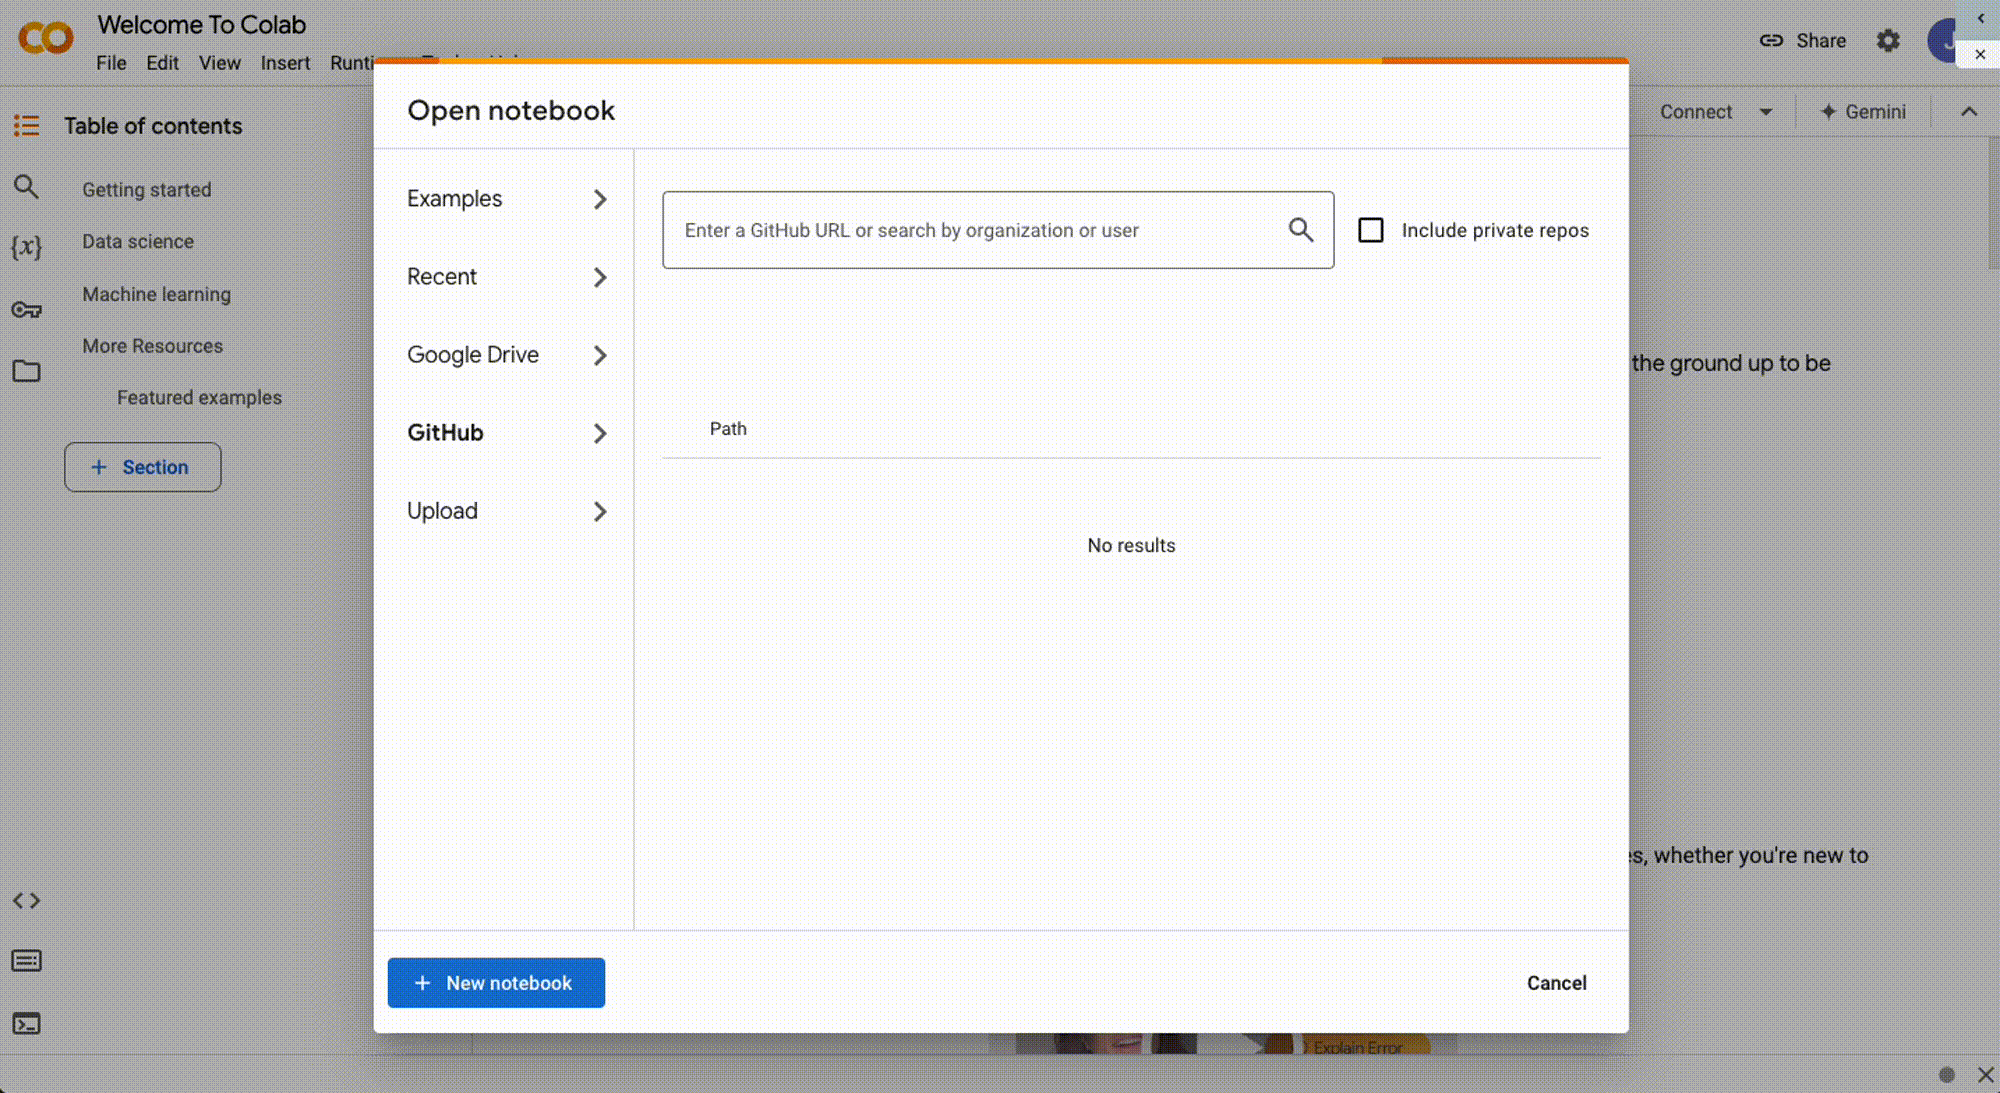 Welcome To Colab
File Edit View Insert
Share
Connect
Gemini
Table of contents
Getting started
Data science
Machine learning
More Resources
Featured examples
+ Section
Open notebook
Examples
Recent
Google Drive
GitHub
Upload
Enter a GitHub URL or search by organization or user
Include private repos
Path
No results
the ground up to be
whether you're new to
+ New notebook
Cancel
Explain Error